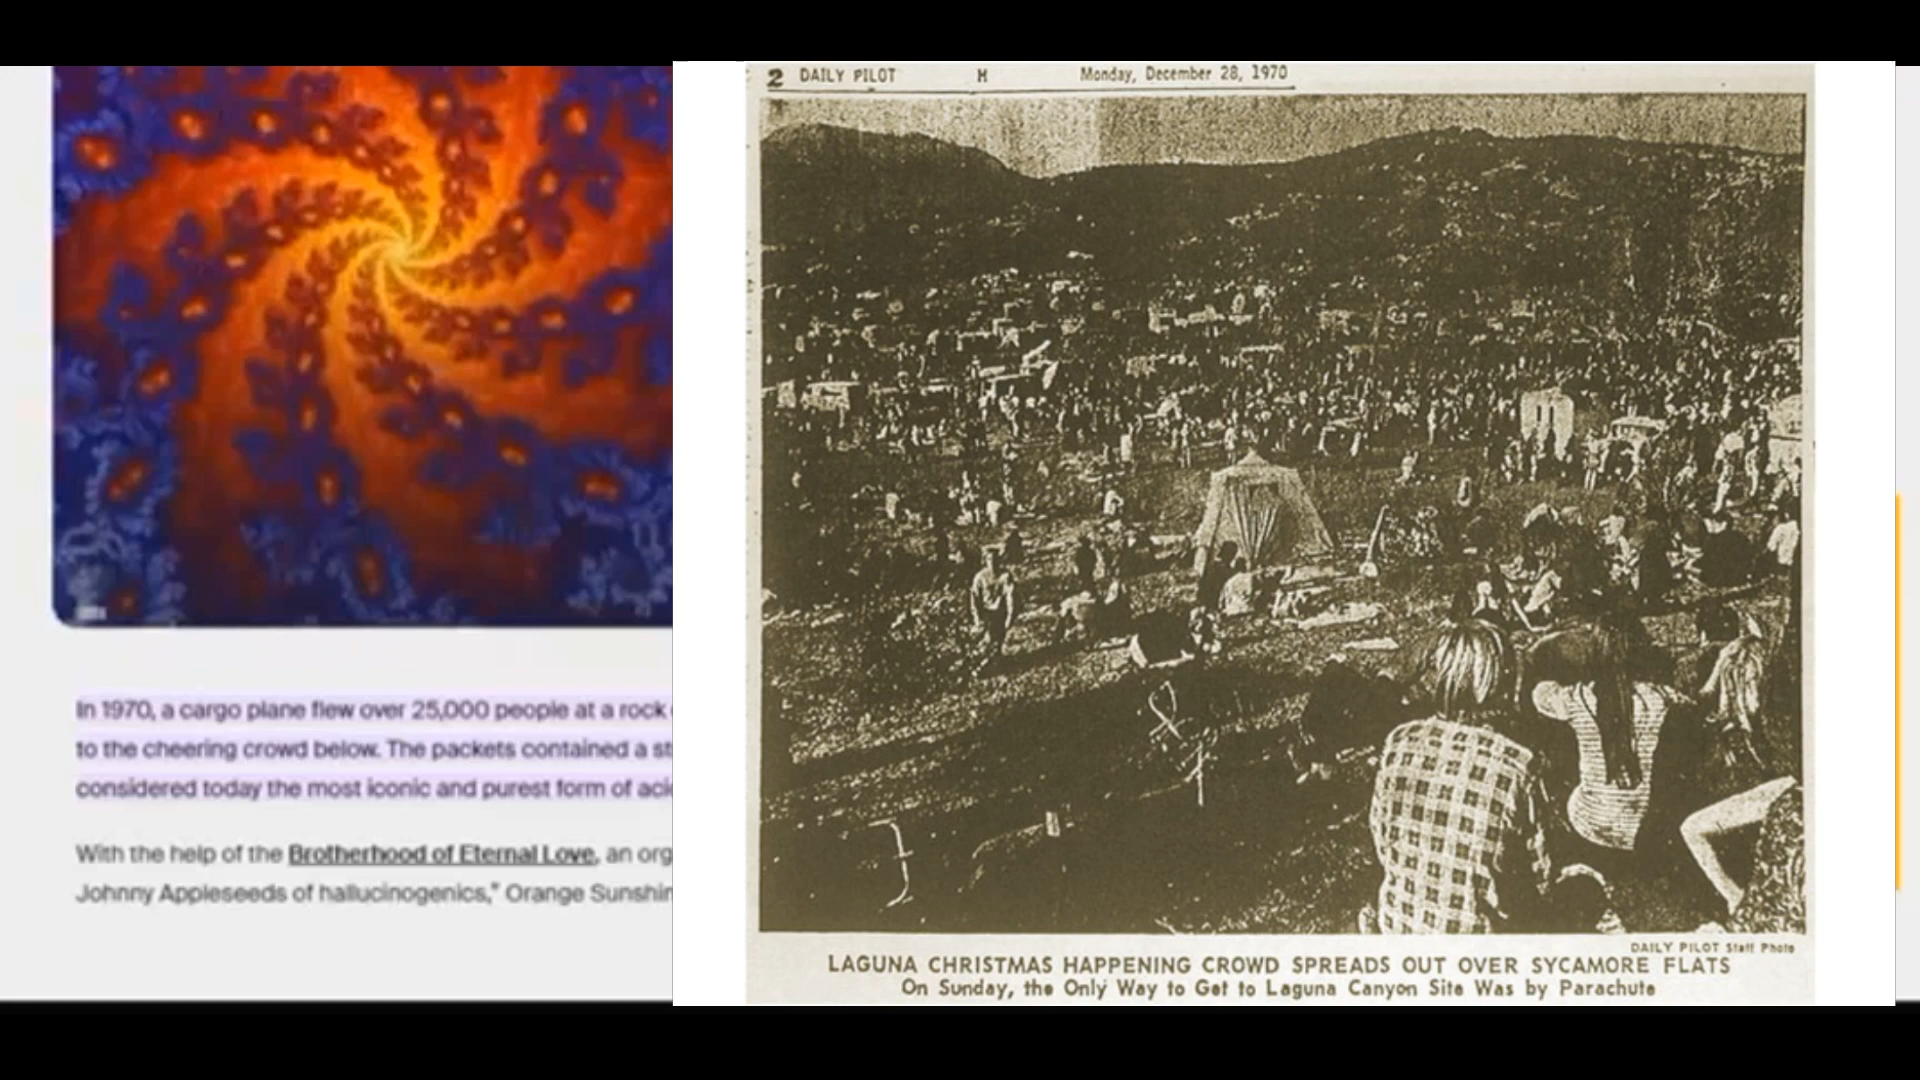 In 1970, a cargo plane flew over 25,000 people at a rock
to the cheering crowd below. The packets contained a st
considered today the most iconic and purest form of aci
With the help of the Brotherhood of Eternal Love, an org
Johnny Appleseeds of hallucinogenics," Orange Sunshin
2 DAILY PILOT H Monday, December 28, 1970
DAILY PILOT Staff Photo
LAGUNA CHRISTMAS HAPPENING CROWD SPREADS OUT OVER SYCAMORE FLATS
On Sunday, the Only Way to Get to Laguna Canyon Site Was by Parachute